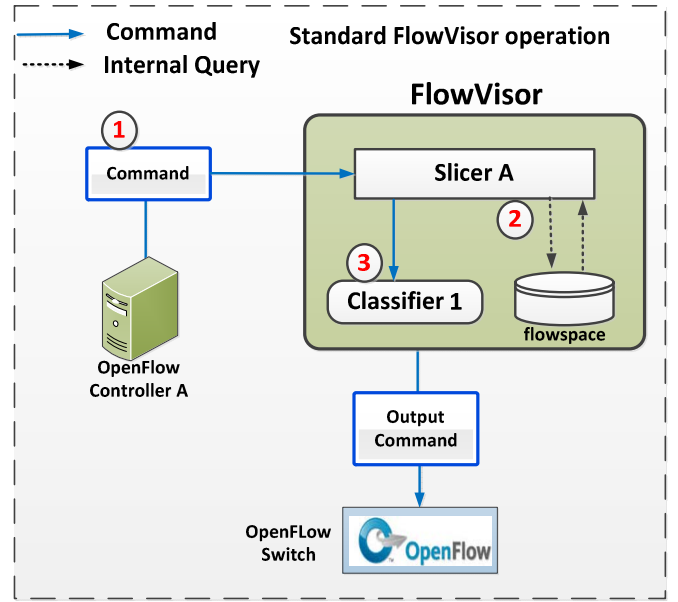 Command
Internal Query
Standard FlowVisor operation
FlowVisor
1
Command
Slicer A
2
3
Classifier 1
flowspace
OpenFlow
Controller A
Output
Command
OpenFLow
Switch
OpenFlow
TM